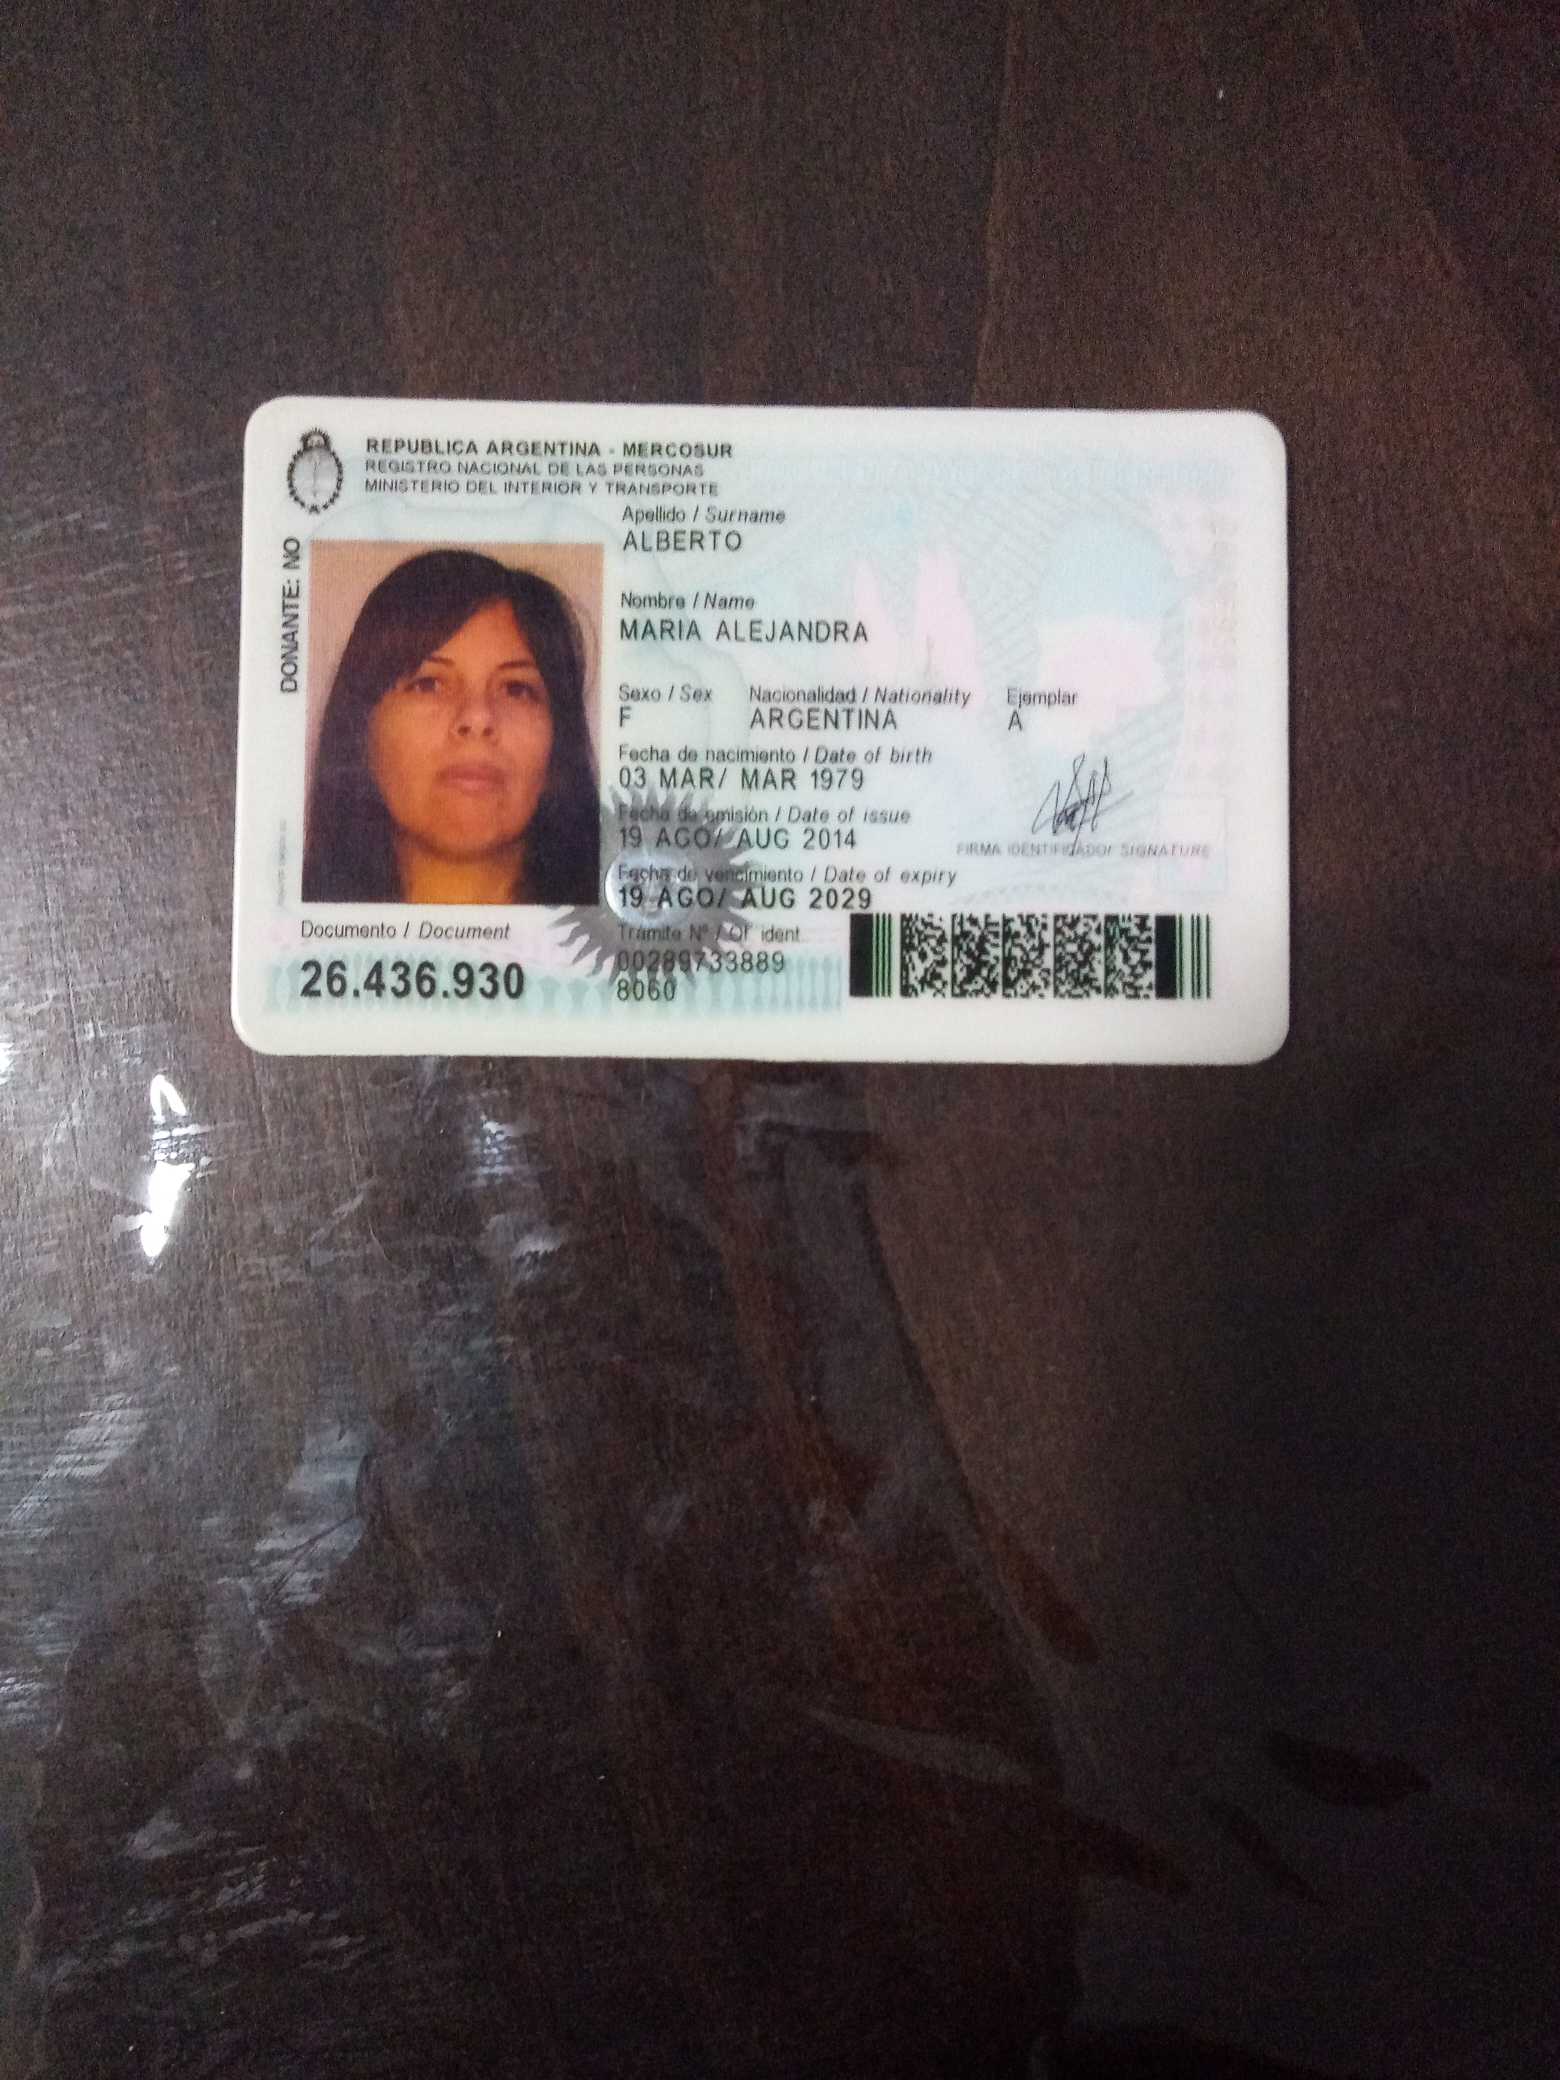 REPUBLICA ARGENTINA - MERCOSUR
REGISTRO NACIONAL DE LAS PERSONAS
MINISTERIO DEL INTERIOR Y TRANSPORTE
Apellido / Surname
ALBERTO
DONANTE: NO
Nombre / Name
MARIA ALEJANDRA
Sexo / Sex Nacionalidad / Nationality Ejemplar
F ARGENTINA A
Fecha de nacimiento / Date of birth
03 MAR/ MAR 1979
Fecha de emisión / Date of issue
19 AGO/ AUG 2014
FIRMA IDENTIFICADO/ SIGNATURE
Fecha de vencimiento / Date of expiry
19 AGO/ AUG 2029
Documento / Document
26.436.930
Trámite Nº / Of. ident.
00289733889
8060